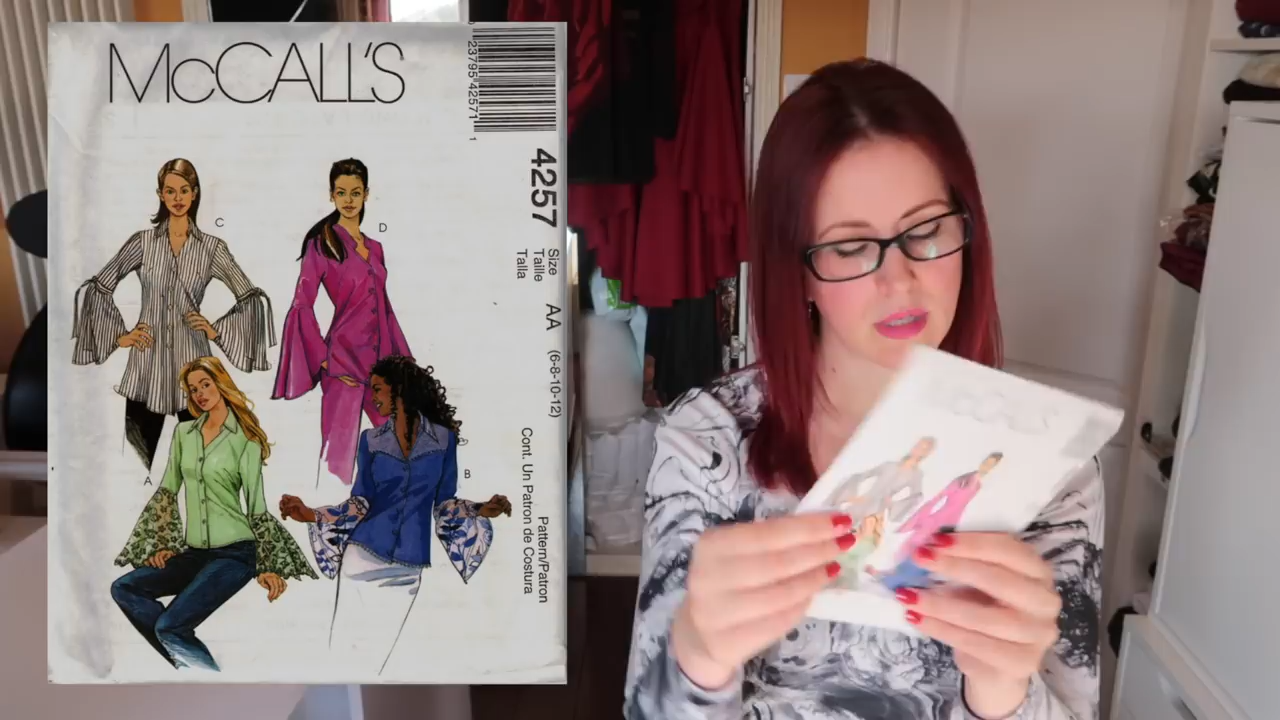 McCALL'S
23795 42571 1
4257
Size
Taille
Talla
AA (6-8-10-12)
Pattern/Patron
Cont. Un Patron de Costura
C
D
A
B